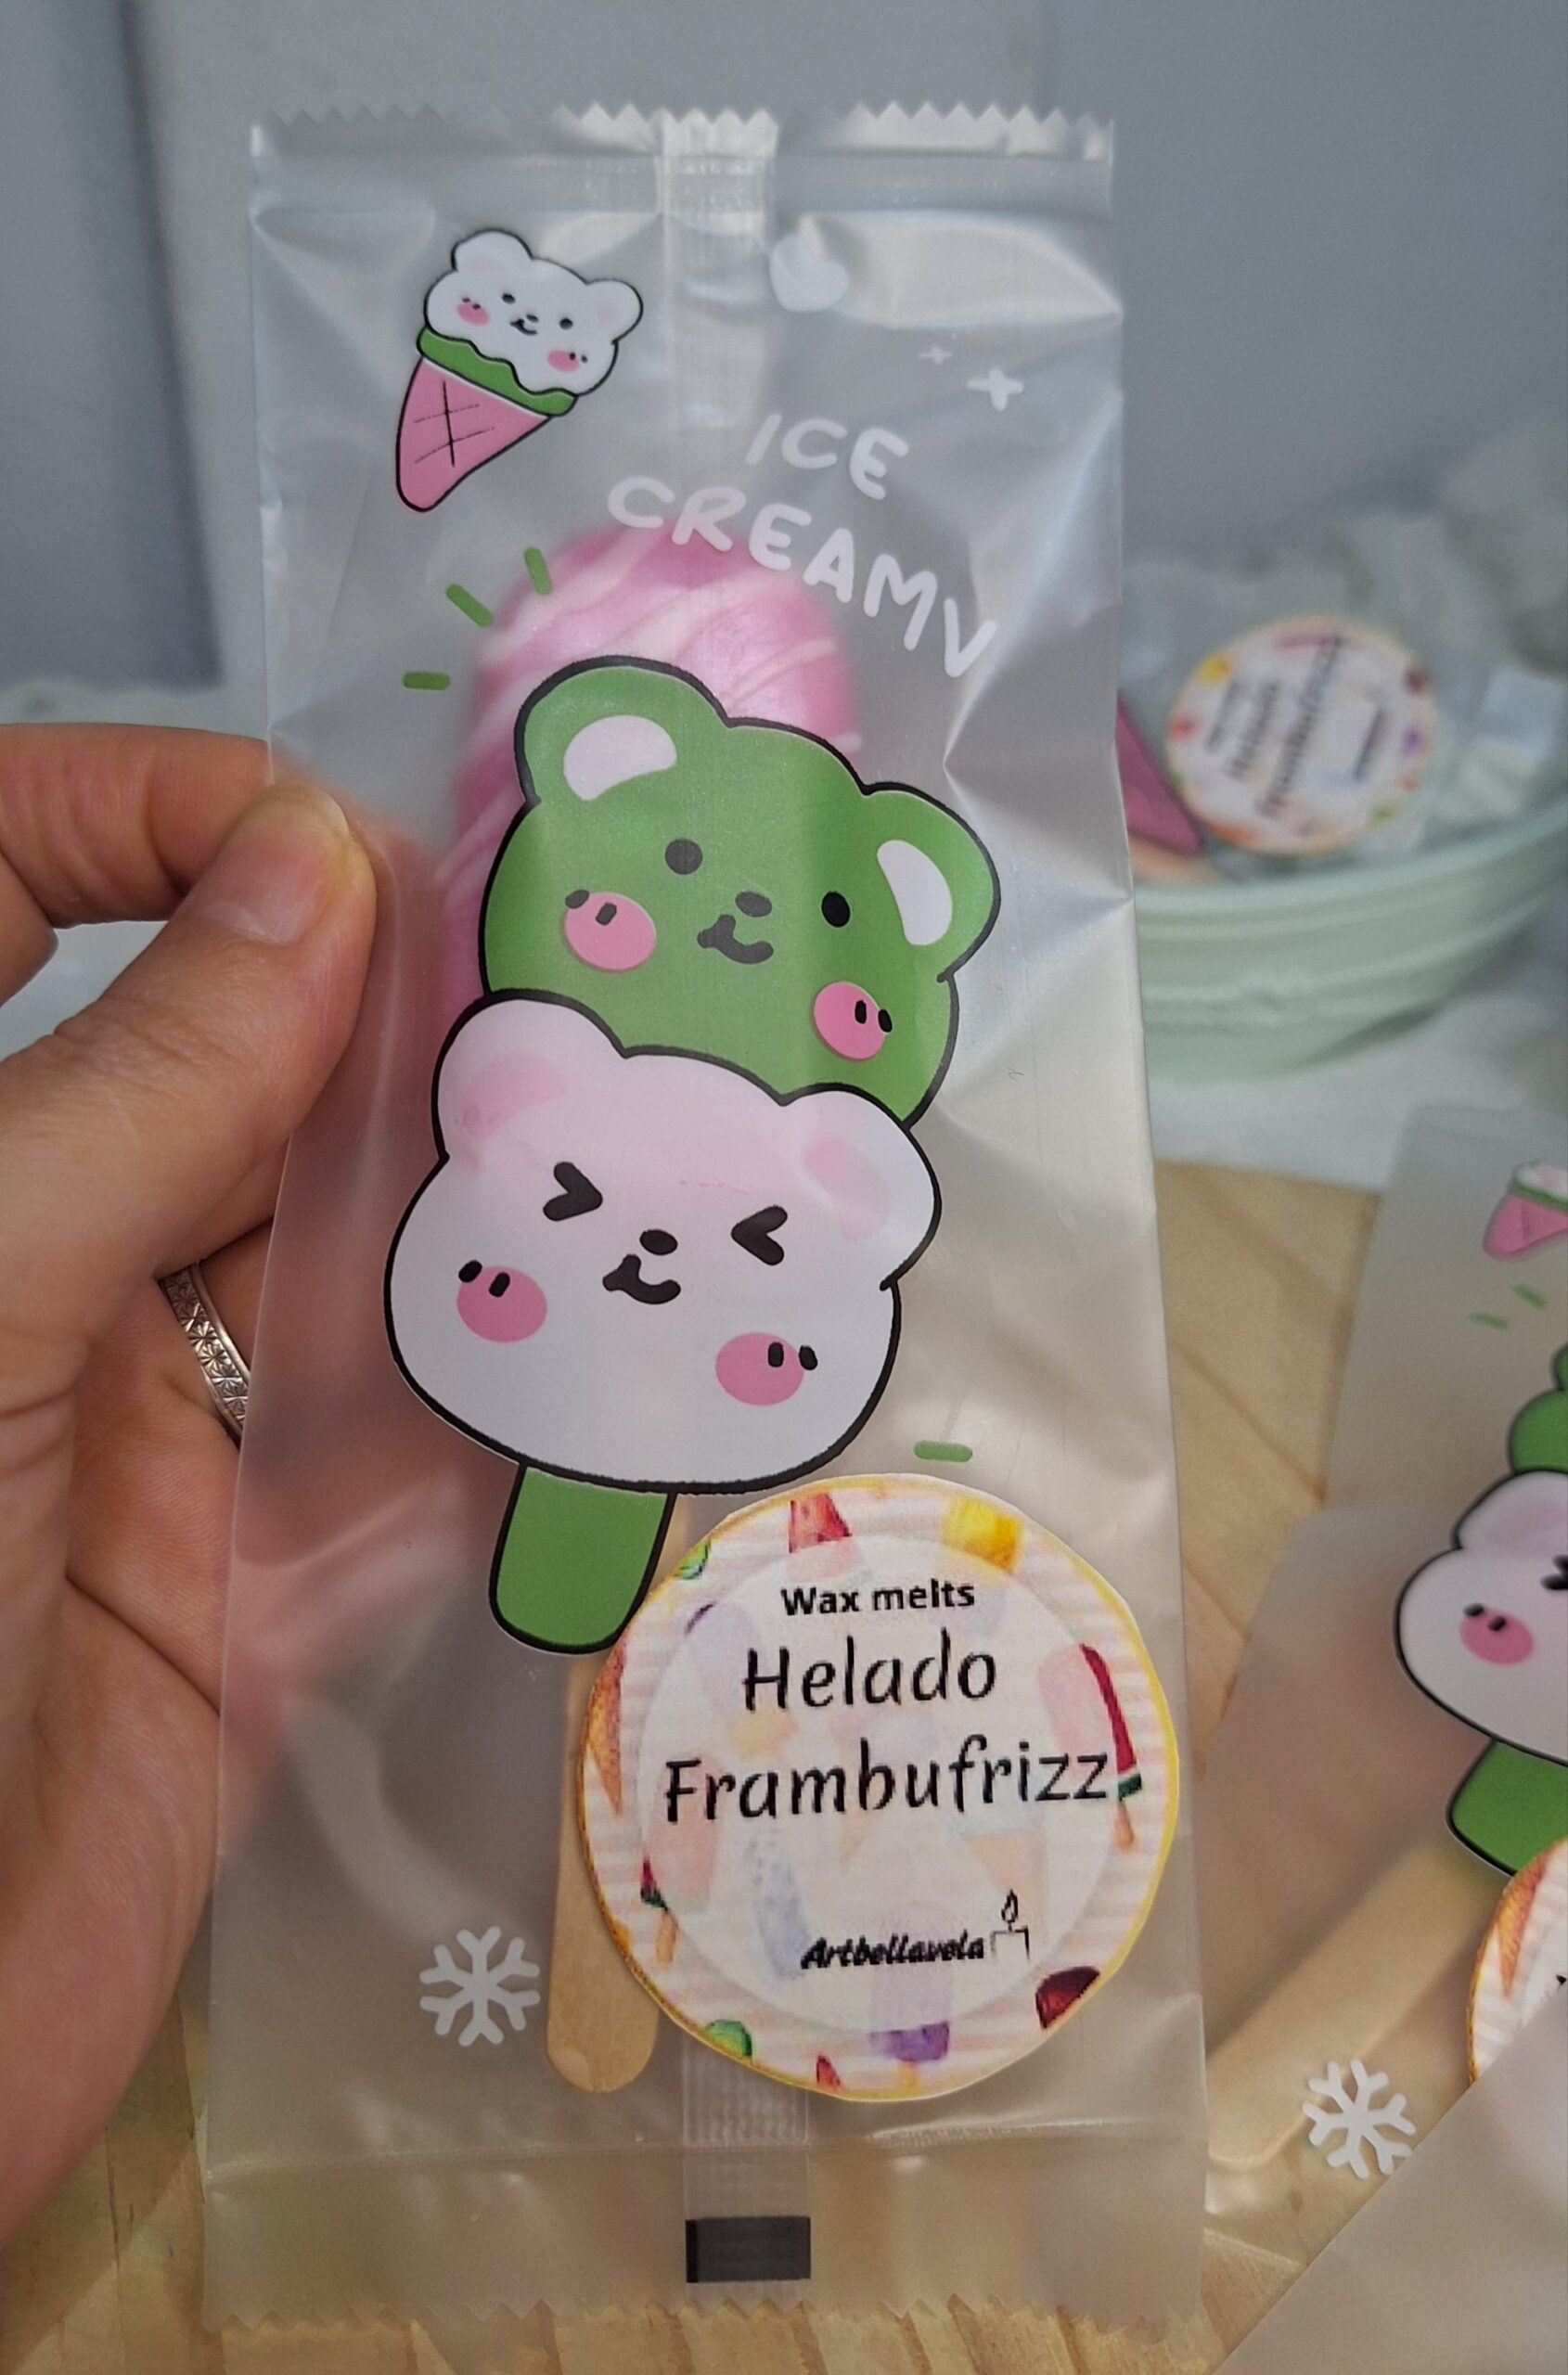 ICE
CREAMV
Wax melts
Helado
Frambufrizz
Artbellavela